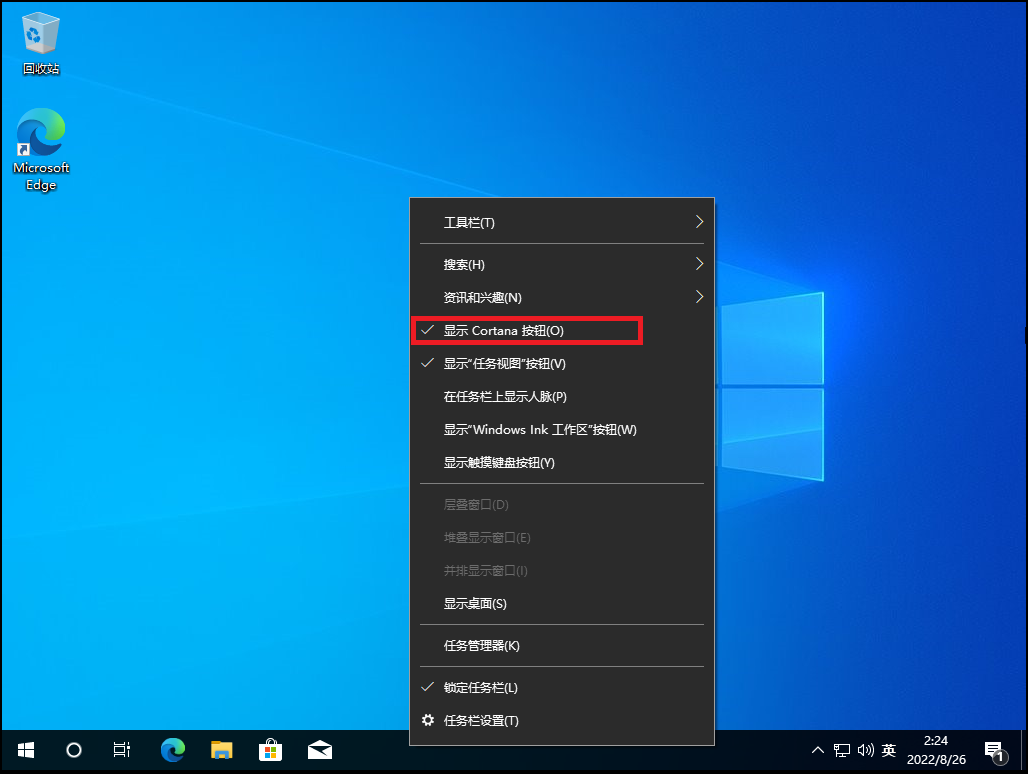 回收站
Microsoft
Edge
工具栏(T)
搜索(H)
资讯和兴趣(N)
显示 Cortana 按钮(O)
显示“任务视图”按钮(V)
在任务栏上显示人脉(P)
显示“Windows Ink 工作区”按钮(W)
显示触摸键盘按钮(Y)
层叠窗口(D)
堆叠显示窗口(E)
并排显示窗口(I)
显示桌面(S)
任务管理器(K)
锁定任务栏(L)
任务栏设置(T)
英
2:24
2022/8/26
1